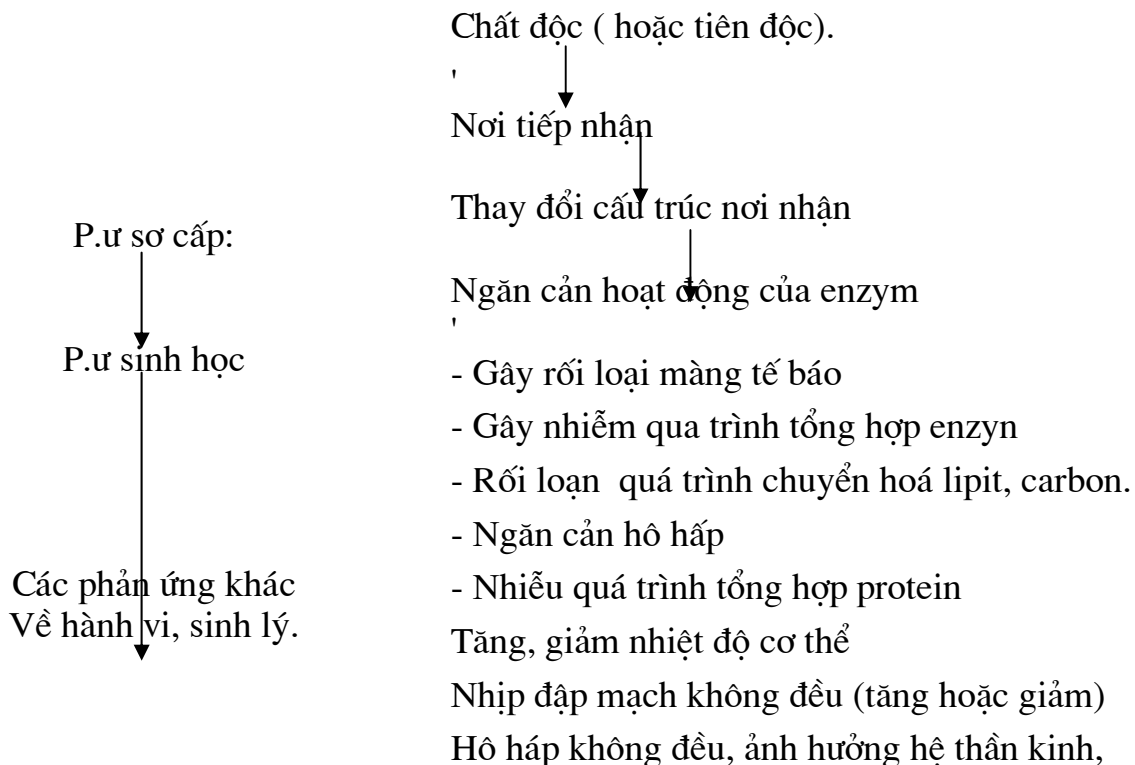 Chất độc ( hoặc tiên độc).
'
Nơi tiếp nhận
Thay đổi cấu trúc nơi nhận
P.ư sơ cấp:
Ngăn cản hoạt động của enzym
'
P.ư sinh học
- Gây rối loại màng tế báo
- Gây nhiễm qua trình tổng hợp enzyn
- Rối loạn quá trình chuyển hoá lipit, carbon.
- Ngăn cản hô hấp
Các phản ứng khác
- Nhiễu quá trình tổng hợp protein
Về hành vi, sinh lý.
Tăng, giảm nhiệt độ cơ thể
Nhịp đập mạch không đều (tăng hoặc giảm)
Hô háp không đều, ảnh hưởng hệ thần kinh,